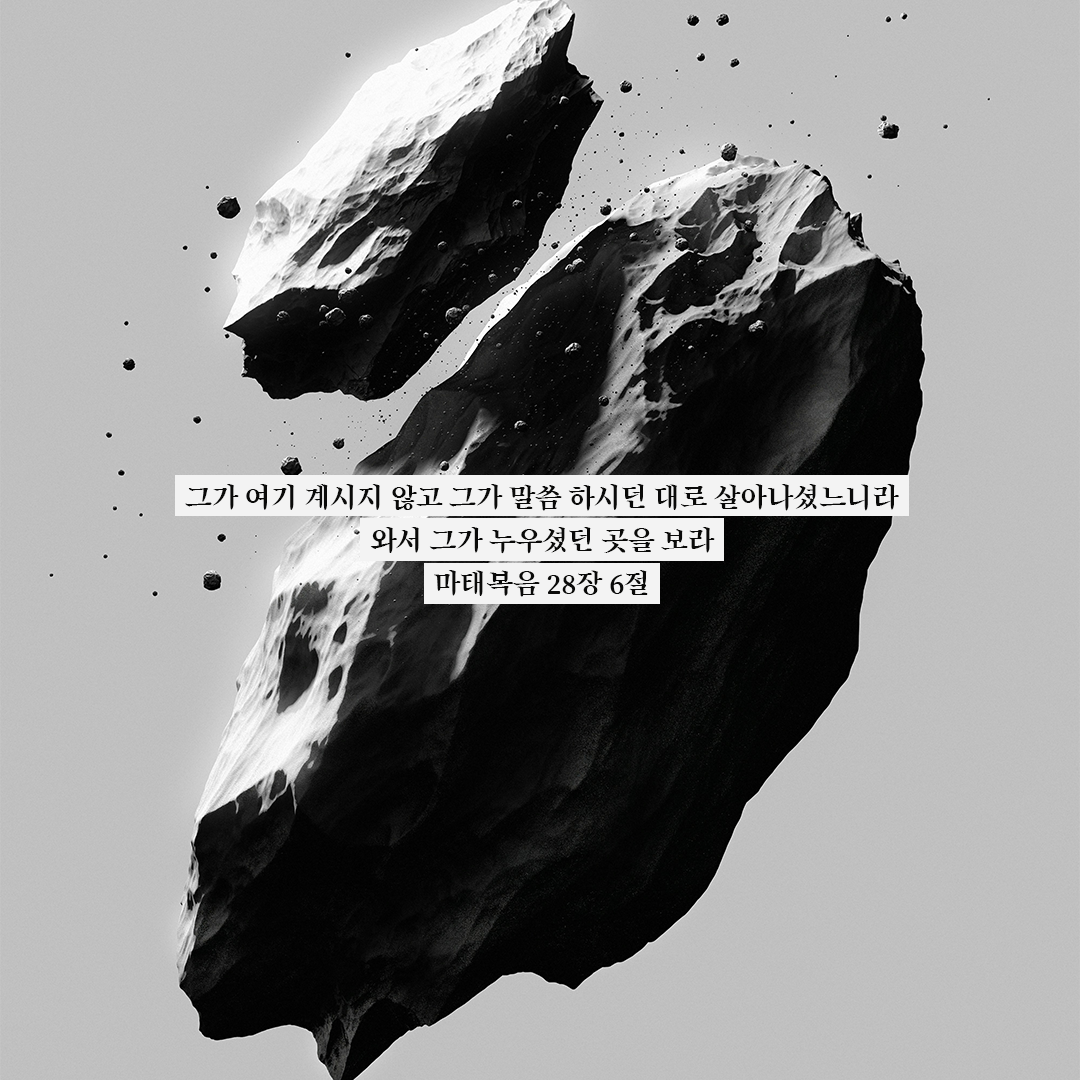 그가 여기 계시지 않고 그가 말씀 하시던 대로 살아나셨느니라
와서 그가 누우셨던 곳을 보라
마태복음 28장 6절